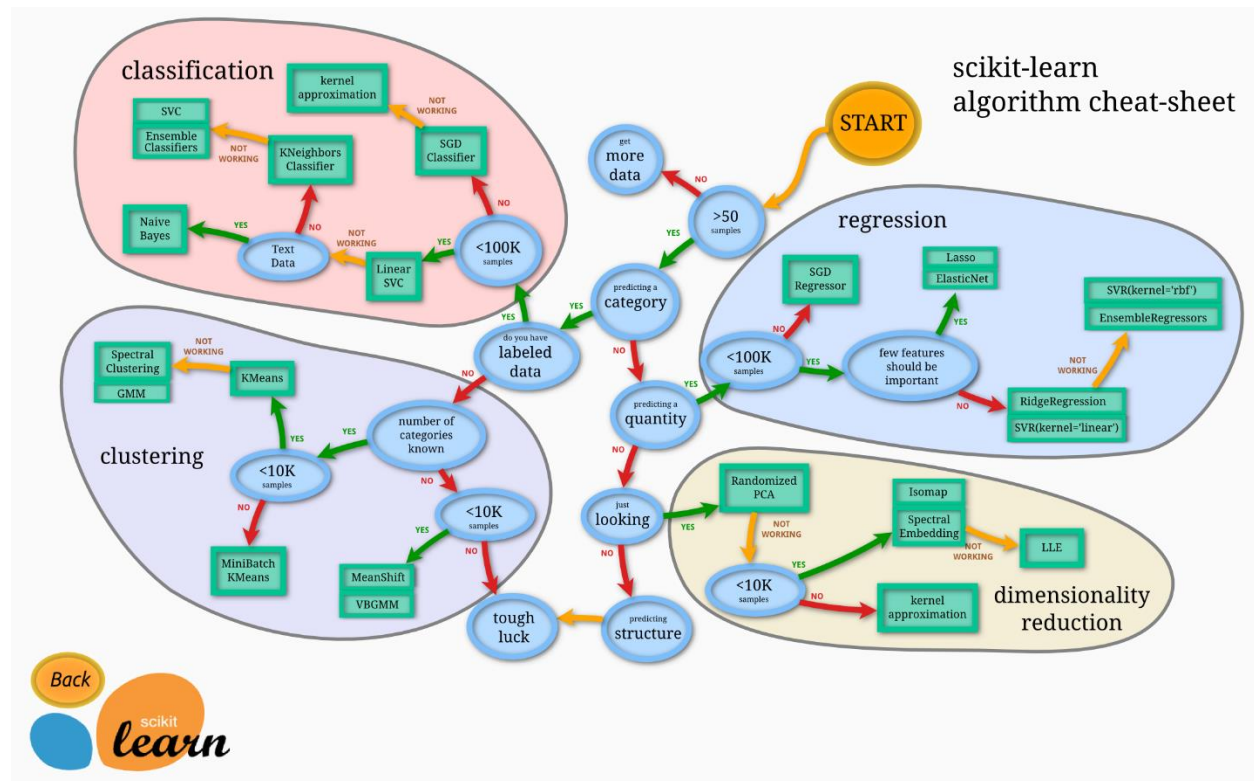 scikit-learn
algorithm cheat-sheet
START
get
more
data
NO
>50
samples
YES
predicting a
category
YES
NO
do you have
labeled
data
YES
NO
predicting a
quantity
YES
NO
just
looking
YES
NO
predicting
structure
tough
luck
classification
kernel
approximation
NOT
WORKING
SGD
Classifier
NO
<100K
samples
YES
Linear
SVC
NOT
WORKING
Text
Data
YES
Naive
Bayes
NO
KNeighbors
Classifier
NOT
WORKING
SVC
Ensemble
Classifiers
regression
<100K
samples
NO
SGD
Regressor
YES
few features
should be
important
YES
Lasso
ElasticNet
NO
RidgeRegression
SVR(kernel='linear')
NOT
WORKING
SVR(kernel='rbf')
EnsembleRegressors
clustering
number of
categories
known
YES
NO
<10K
samples
YES
KMeans
NOT
WORKING
Spectral
Clustering
GMM
NO
MiniBatch
KMeans
<10K
samples
YES
MeanShift
VBGMM
NO
dimensionality
reduction
Randomized
PCA
NOT
WORKING
<10K
samples
YES
Isomap
Spectral
Embedding
NOT
WORKING
LLE
NO
kernel
approximation
Back
scikit
learn